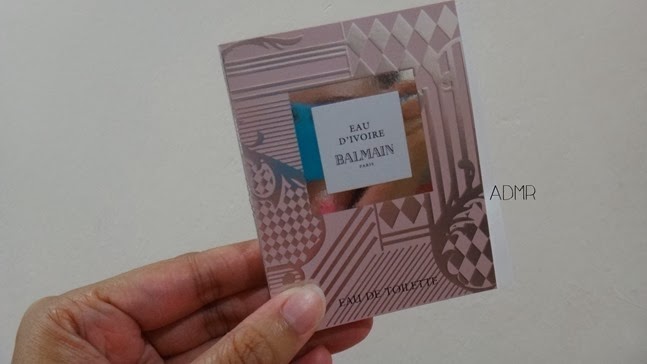 EAU
D'IVOIRE
BALMAIN
PARIS
ADMR
EAU DE TOILETTE